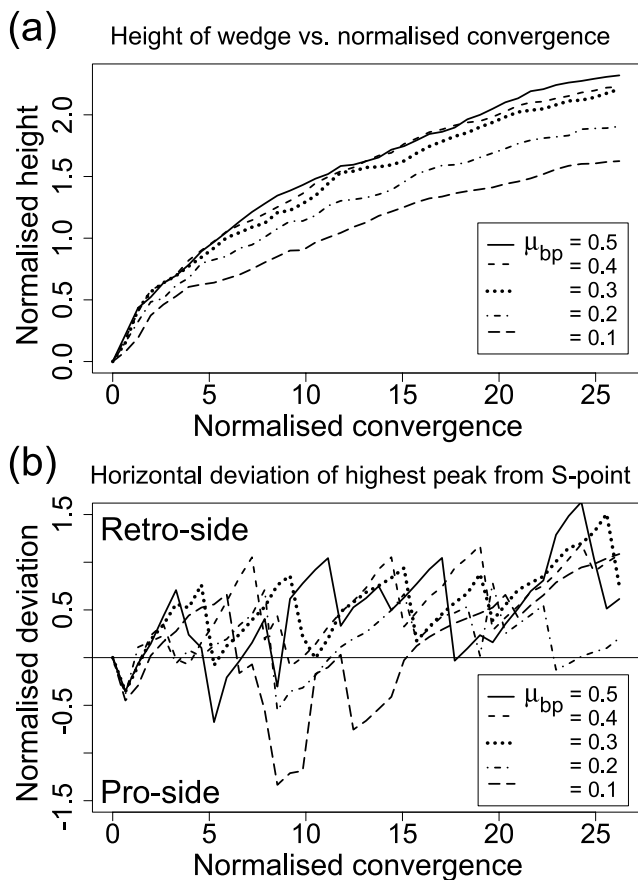 (a)
Height of wedge vs. normalised convergence
Normalised height
0.0 0.5 1.0 1.5 2.0
μbp = 0.5
= 0.4
= 0.3
= 0.2
= 0.1
0 5 10 15 20 25
Normalised convergence
(b)
Horizontal deviation of highest peak from S-point
Normalised deviation
-1.5 -0.5 0.5 1.5
Retro-side
Pro-side
μbp = 0.5
= 0.4
= 0.3
= 0.2
= 0.1
0 5 10 15 20 25
Normalised convergence